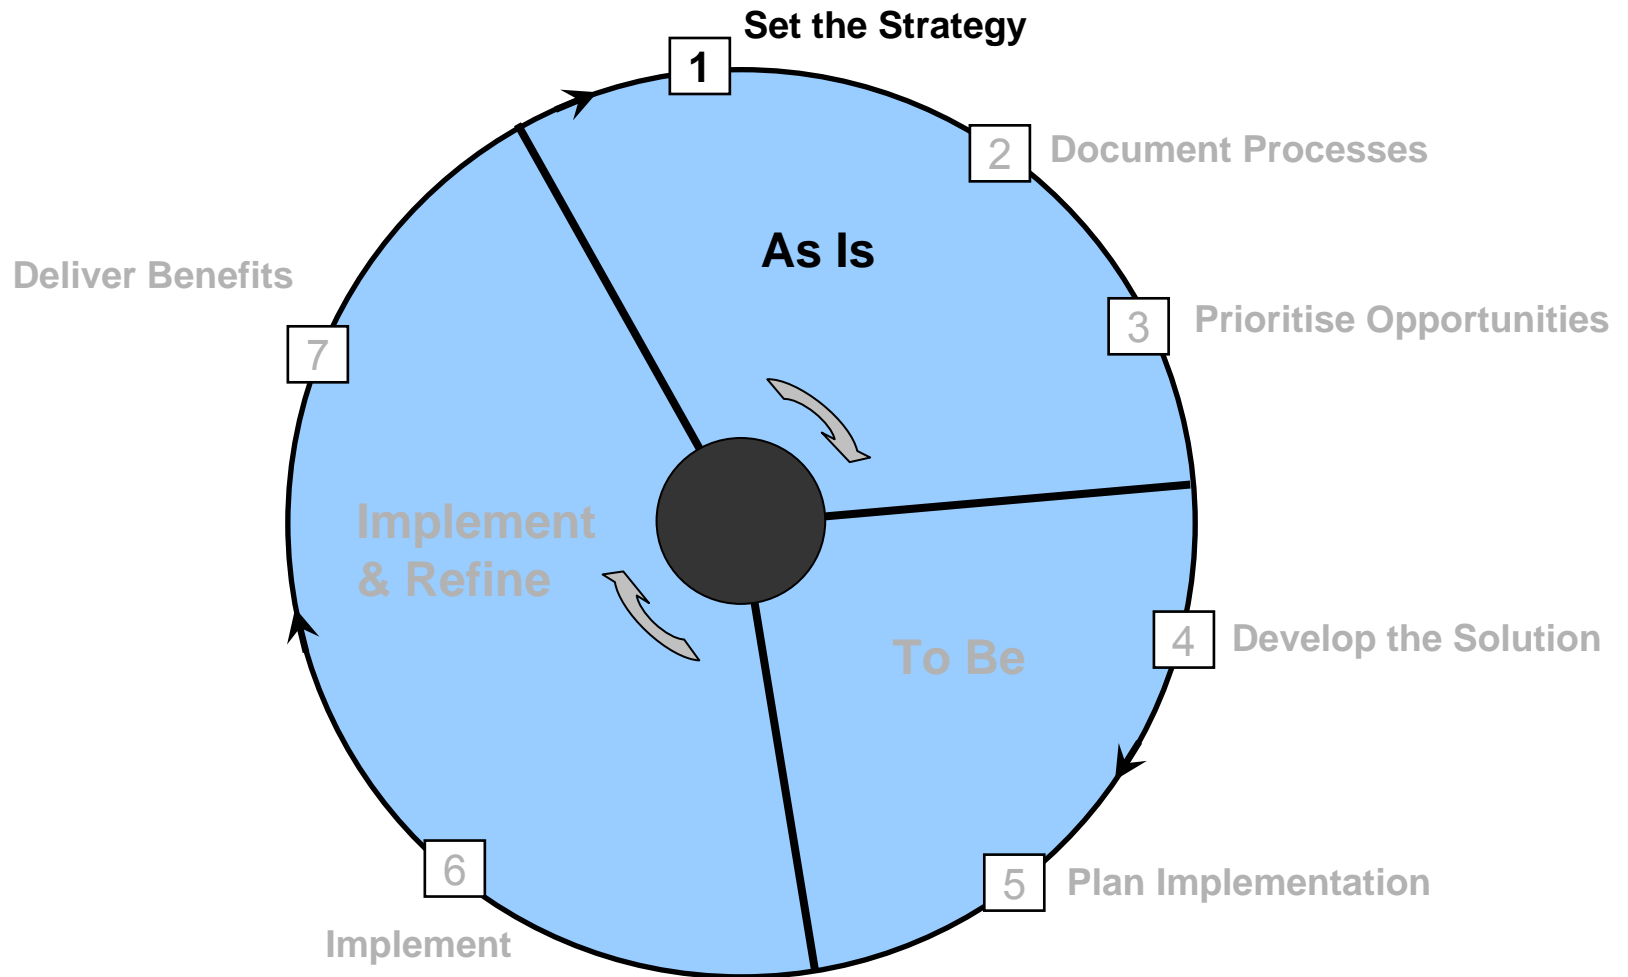 Set the Strategy
1
2
Document Processes
As Is
Deliver Benefits
3
Prioritise Opportunities
7
Implement
& Refine
To Be
4
Develop the Solution
6
5
Plan Implementation
Implement